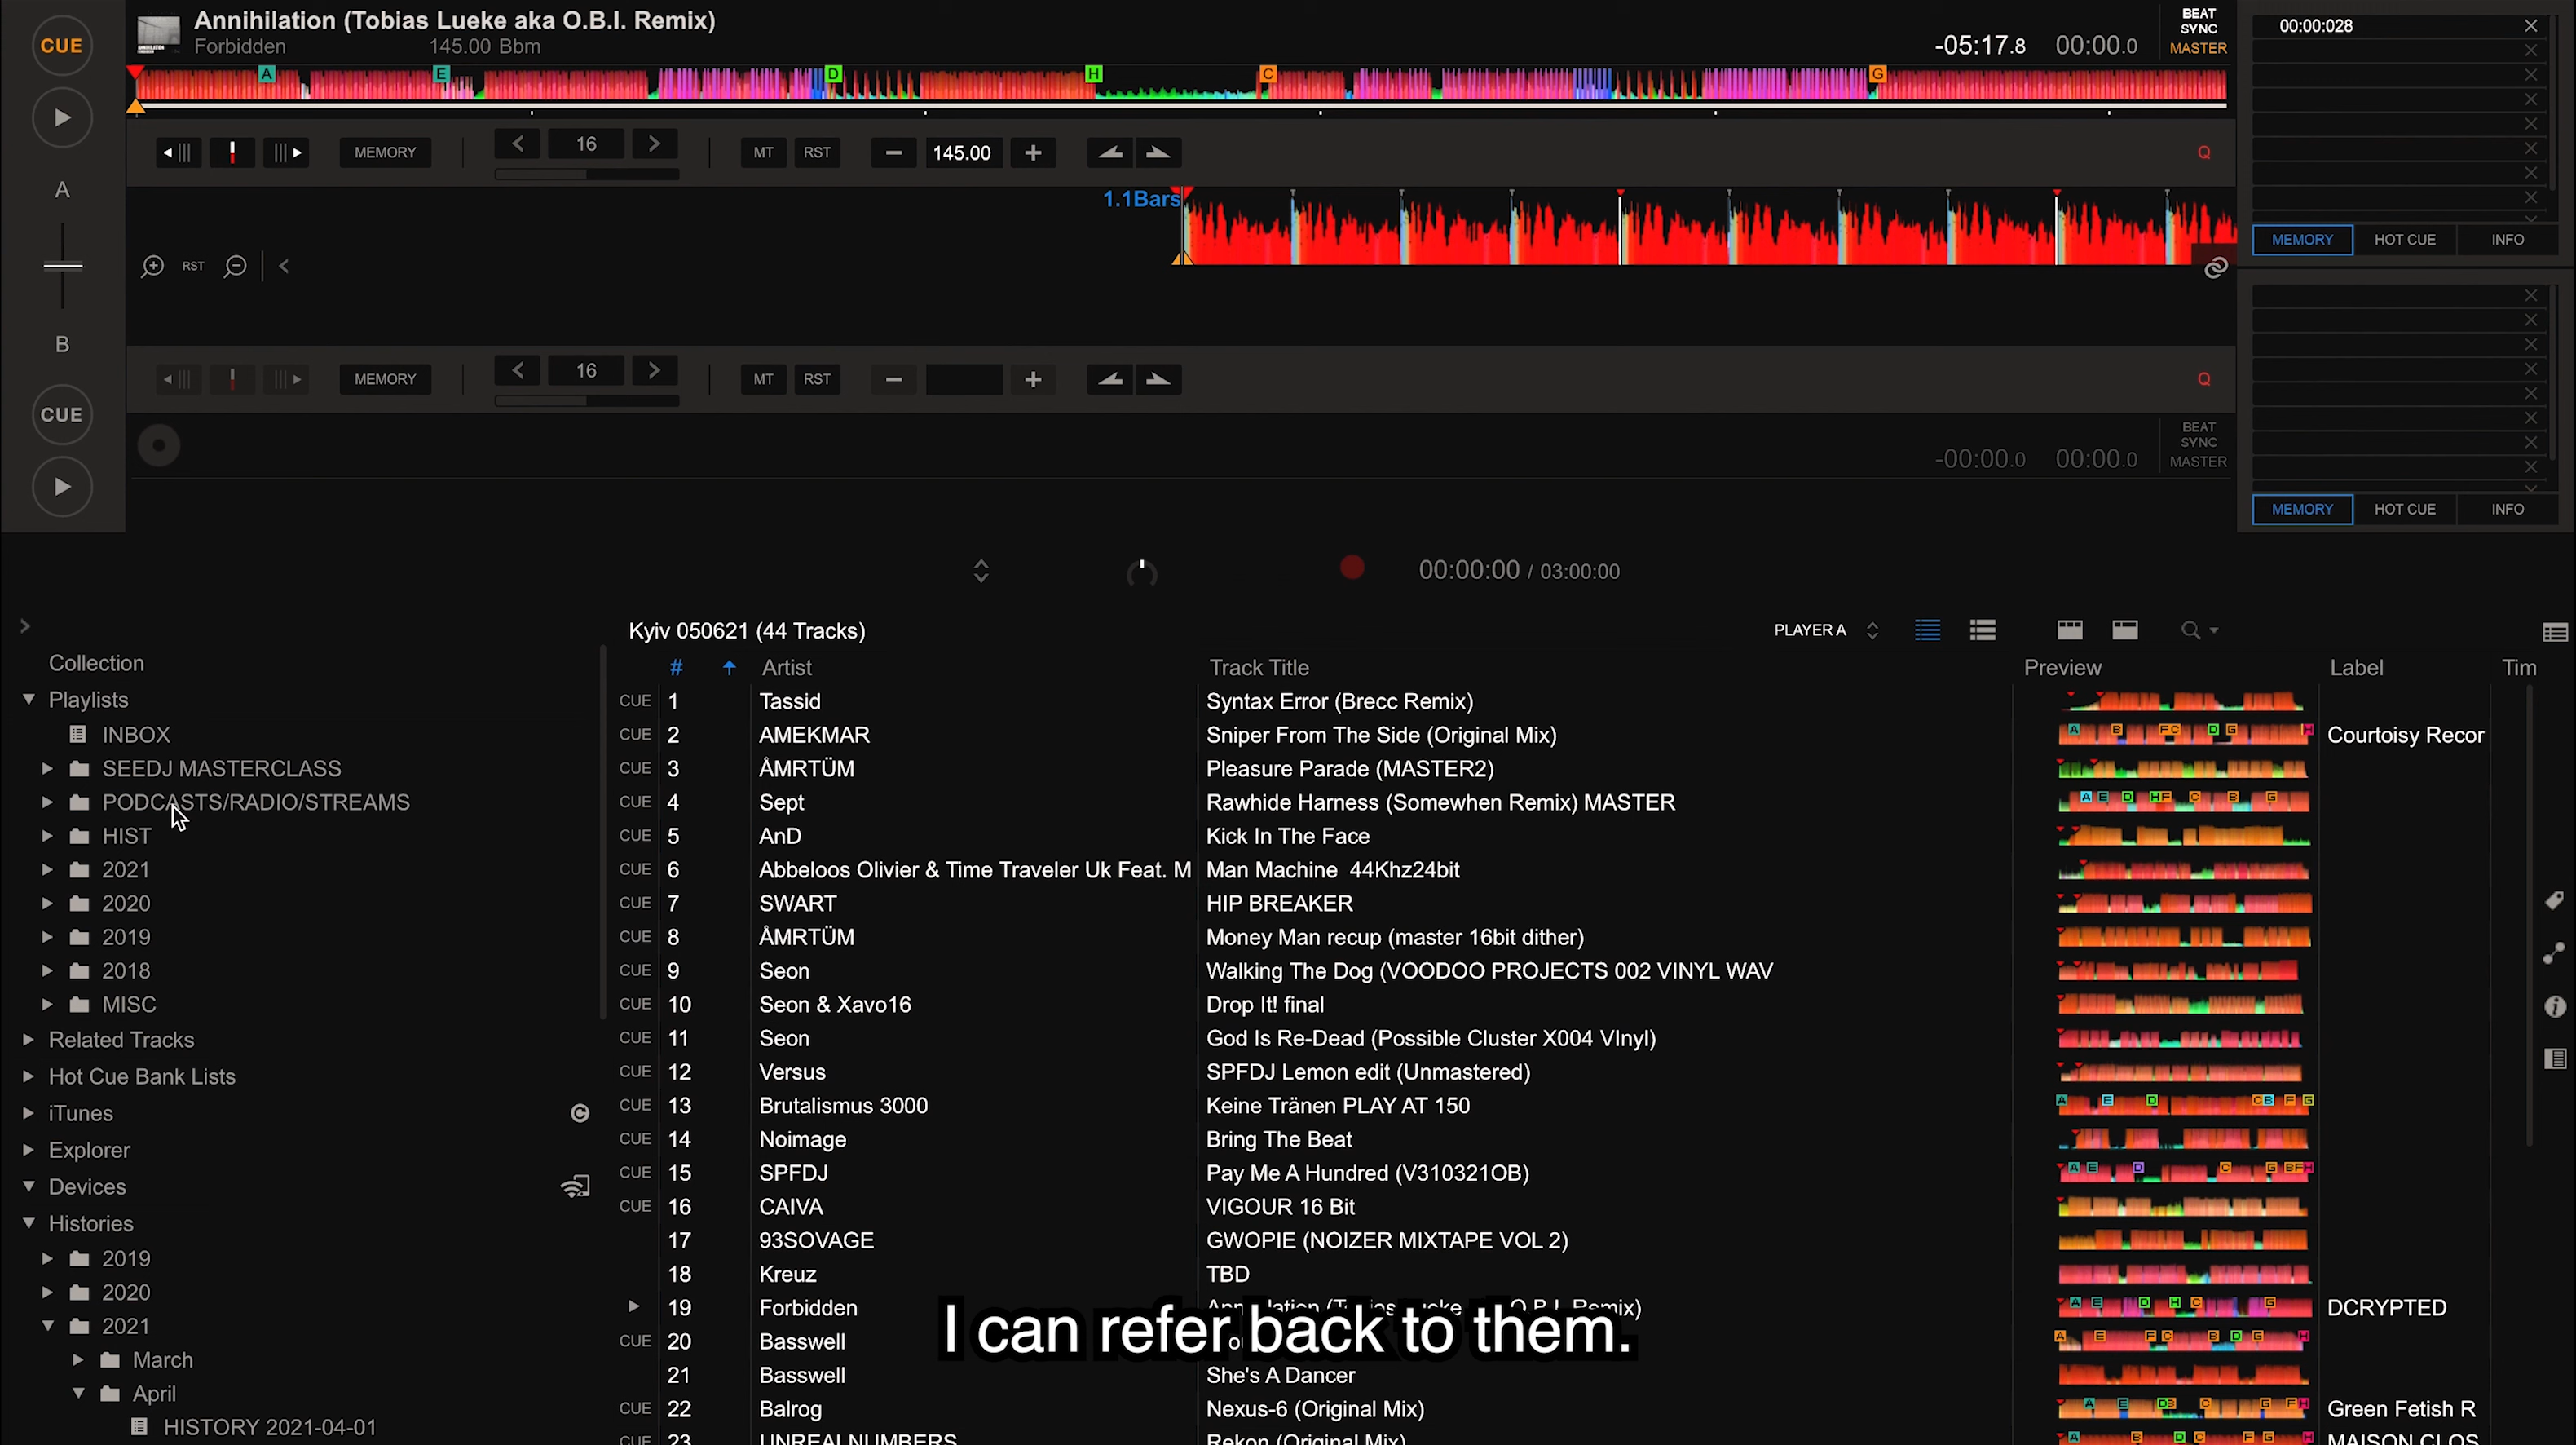 CUE
Annihilation (Tobias Lueke aka O.B.I. Remix)
Forbidden 145.00 Bbm
-05:17.8 00:00.0
BEAT SYNC MASTER
00:00:028
A E D H C G
MEMORY 16 MT RST 145.00 Q
A
1.1Bars
RST
MEMORY HOT CUE INFO
B
MEMORY 16 MT RST Q
CUE
-00:00.0 00:00.0
BEAT SYNC MASTER
MEMORY HOT CUE INFO
00:00:00 / 03:00:00
Kyiv 050621 (44 Tracks)
PLAYER A
Collection
Playlists
INBOX
SEEDJ MASTERCLASS
PODCASTS/RADIO/STREAMS
HIST
2021
2020
2019
2018
MISC
Related Tracks
Hot Cue Bank Lists
iTunes
Explorer
Devices
Histories
2019
2020
2021
March
April
HISTORY 2021-04-01
# Artist Track Title Preview Label Tim
CUE 1 Tassid Syntax Error (Brecc Remix)
CUE 2 AMEKMAR Sniper From The Side (Original Mix) Courtoisy Recor
CUE 3 ÅMRTÜM Pleasure Parade (MASTER2)
CUE 4 Sept Rawhide Harness (Somewhen Remix) MASTER
CUE 5 AnD Kick In The Face
CUE 6 Abbeloos Olivier & Time Traveler Uk Feat. M Man Machine 44Khz24bit
CUE 7 SWART HIP BREAKER
CUE 8 ÅMRTÜM Money Man recup (master 16bit dither)
CUE 9 Seon Walking The Dog (VOODOO PROJECTS 002 VINYL WAV
CUE 10 Seon & Xavo16 Drop It! final
CUE 11 Seon God Is Re-Dead (Possible Cluster X004 VInyl)
CUE 12 Versus SPFDJ Lemon edit (Unmastered)
CUE 13 Brutalismus 3000 Keine Tränen PLAY AT 150
CUE 14 Noimage Bring The Beat
CUE 15 SPFDJ Pay Me A Hundred (V310321OB)
CUE 16 CAIVA VIGOUR 16 Bit
17 93SOVAGE GWOPIE (NOIZER MIXTAPE VOL 2)
18 Kreuz TBD
19 Forbidden Remix) DCRYPTED
CUE 20 Basswell
21 Basswell She's A Dancer
CUE 22 Balrog Nexus-6 (Original Mix) Green Fetish R
CUE 23 UNREALNUMBERS Rekon (Original Mix) MAISON CLOS
I can refer back to them.